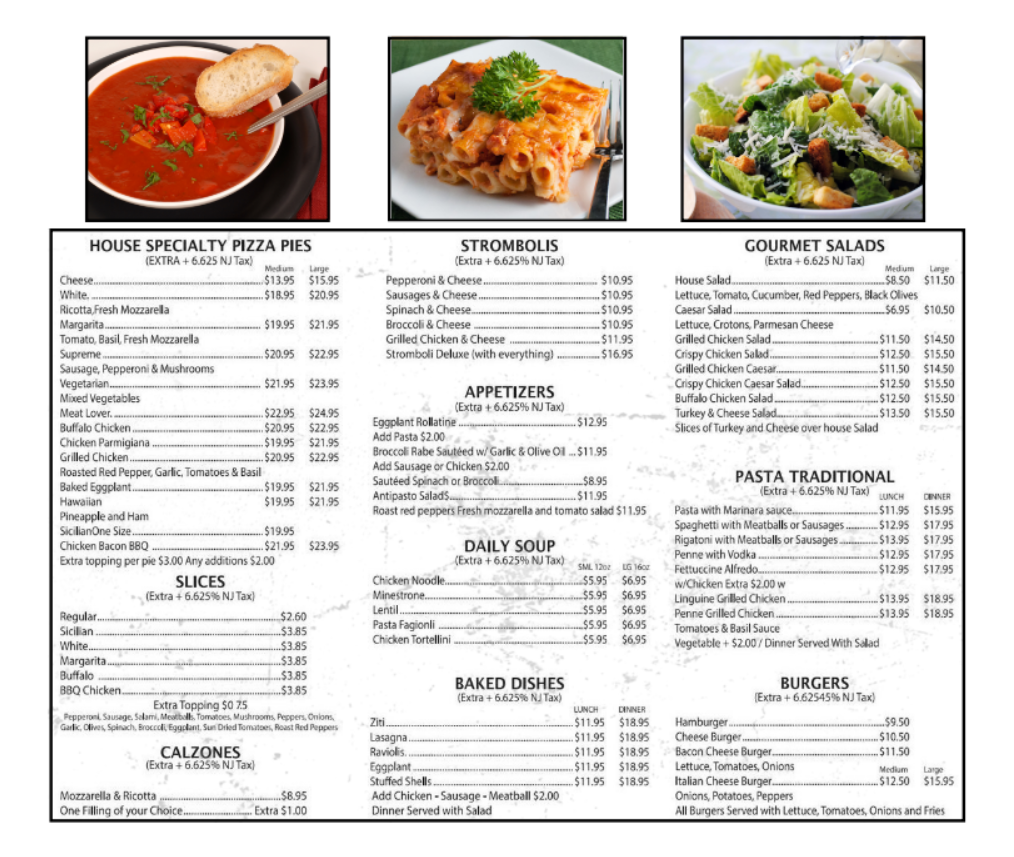 HOUSE SPECIALTY PIZZA PIES
(EXTRA + 6.625 NJ Tax)
Medium Large
Cheese $13.95 $15.95
White. $18.95 $20.95
Ricotta,Fresh Mozzarella
Margarita $19.95 $21.95
Tomato, Basil, Fresh Mozzarella
Supreme $20.95 $22.95
Sausage, Pepperoni & Mushrooms
Vegetarian $21.95 $23.95
Mixed Vegetables
Meat Lover. $22.95 $24.95
Buffalo Chicken $20.95 $22.95
Chicken Parmigiana $19.95 $21.95
Grilled Chicken $20.95 $22.95
Roasted Red Pepper, Garlic, Tomatoes & Basil
Baked Eggplant $19.95 $21.95
Hawaiian $19.95 $21.95
Pineapple and Ham
SicilianOne Size $19.95
Chicken Bacon BBQ $21.95 $23.95
Extra topping per pie $3.00 Any additions $2.00
SLICES
(Extra + 6.625% NJ Tax)
Regular $2.60
Sicilian $3.85
White $3.85
Margarita $3.85
Buffalo $3.85
BBQ Chicken $3.85
Extra Topping $0 75
Pepperoni, Sausage, Salami, Meatballs, Tomatoes, Mushrooms, Peppers, Onions,
Garlic, Olives, Spinach, Broccoli, Eggplant, Sun Dried Tomatoes, Roast Red Peppers
CALZONES
(Extra + 6.625% NJ Tax)
Mozzarella & Ricotta $8.95
One Filling of your Choice Extra $1.00
STROMBOLIS
(Extra + 6.625% NJ Tax)
Pepperoni & Cheese $10.95
Sausages & Cheese $10.95
Spinach & Cheese $10.95
Broccoli & Cheese $10.95
Grilled Chicken & Cheese $11.95
Stromboli Deluxe (with everything) $16.95
APPETIZERS
(Extra + 6.625% NJ Tax)
Eggplant Rollatine $12.95
Add Pasta $2.00
Broccoli Rabe Sautéed w/ Garlic & Olive Oil ... $11.95
Add Sausage or Chicken $2.00
Sautéed Spinach or Broccoli $8.95
Antipasto Salad$ $11.95
Roast red peppers Fresh mozzarella and tomato salad $11.95
DAILY SOUP
(Extra + 6.625% NJ Tax)
SML 12oz LG 16oz
Chicken Noodle $5.95 $6.95
Minestrone $5.95 $6.95
Lentil $5.95 $6.95
Pasta Fagionli $5.95 $6.95
Chicken Tortellini $5.95 $6.95
BAKED DISHES
(Extra + 6.625% NJ Tax)
LUNCH DINNER
Ziti $11.95 $18.95
Lasagna $11.95 $18.95
Raviolis. $11.95 $18.95
Eggplant $11.95 $18.95
Stuffed Shells $11.95 $18.95
Add Chicken - Sausage - Meatball $2.00
Dinner Served with Salad
GOURMET SALADS
(Extra + 6.625 NJ Tax)
Medium Large
House Salad $8.50 $11.50
Lettuce, Tomato, Cucumber, Red Peppers, Black Olives
Caesar Salad $6.95 $10.50
Lettuce, Crotons, Parmesan Cheese
Grilled Chicken Salad $11.50 $14.50
Crispy Chicken Salad $12.50 $15.50
Grilled Chicken Caesar $11.50 $14.50
Crispy Chicken Caesar Salad $12.50 $15.50
Buffalo Chicken Salad $12.50 $15.50
Turkey & Cheese Salad $13.50 $15.50
Slices of Turkey and Cheese over house Salad
PASTA TRADITIONAL
(Extra + 6.625% NJ Tax)
LUNCH DINNER
Pasta with Marinara sauce $11.95 $15.95
Spaghetti with Meatballs or Sausages $12.95 $17.95
Rigatoni with Meatballs or Sausages $13.95 $17.95
Penne with Vodka $12.95 $17.95
Fettuccine Alfredo $12.95 $17.95
w/Chicken Extra $2.00 w
Linguine Grilled Chicken $13.95 $18.95
Penne Grilled Chicken $13.95 $18.95
Tomatoes & Basil Sauce
Vegetable + $2.00 / Dinner Served With Salad
BURGERS
(Extra + 6.62545% NJ Tax)
Hamburger $9.50
Cheese Burger $10.50
Bacon Cheese Burger $11.50
Lettuce, Tomatoes, Onions
Medium Large
Italian Cheese Burger $12.50 $15.95
Onions, Potatoes, Peppers
All Burgers Served with Lettuce, Tomatoes, Onions and Fries